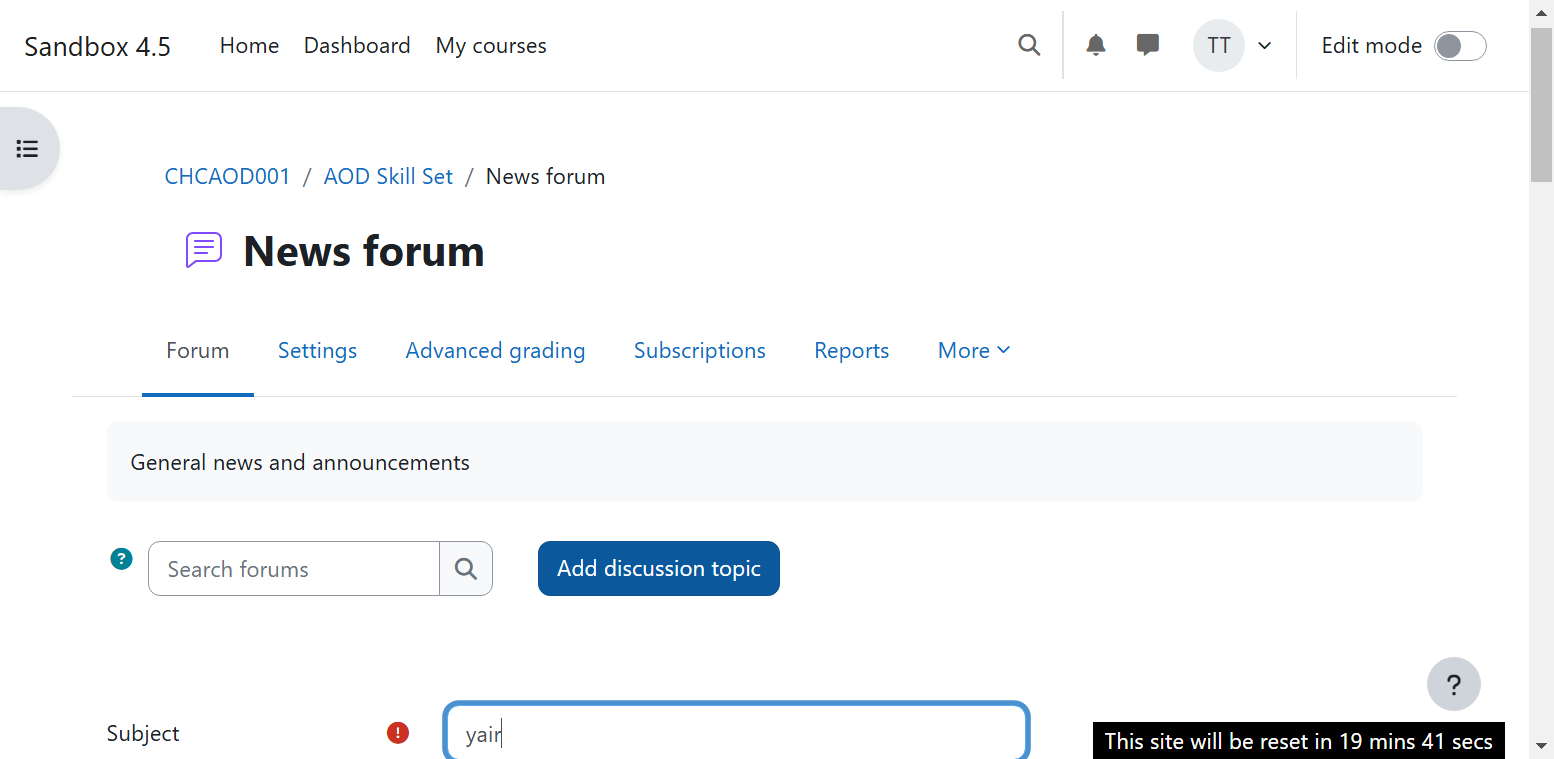 Sandbox 4.5 Home Dashboard My courses TT Edit mode
CHCAOD001 / AOD Skill Set / News forum
News forum
Forum Settings Advanced grading Subscriptions Reports More
General news and announcements
? Search forums Add discussion topic
?
Subject ! yair
This site will be reset in 19 mins 41 secs